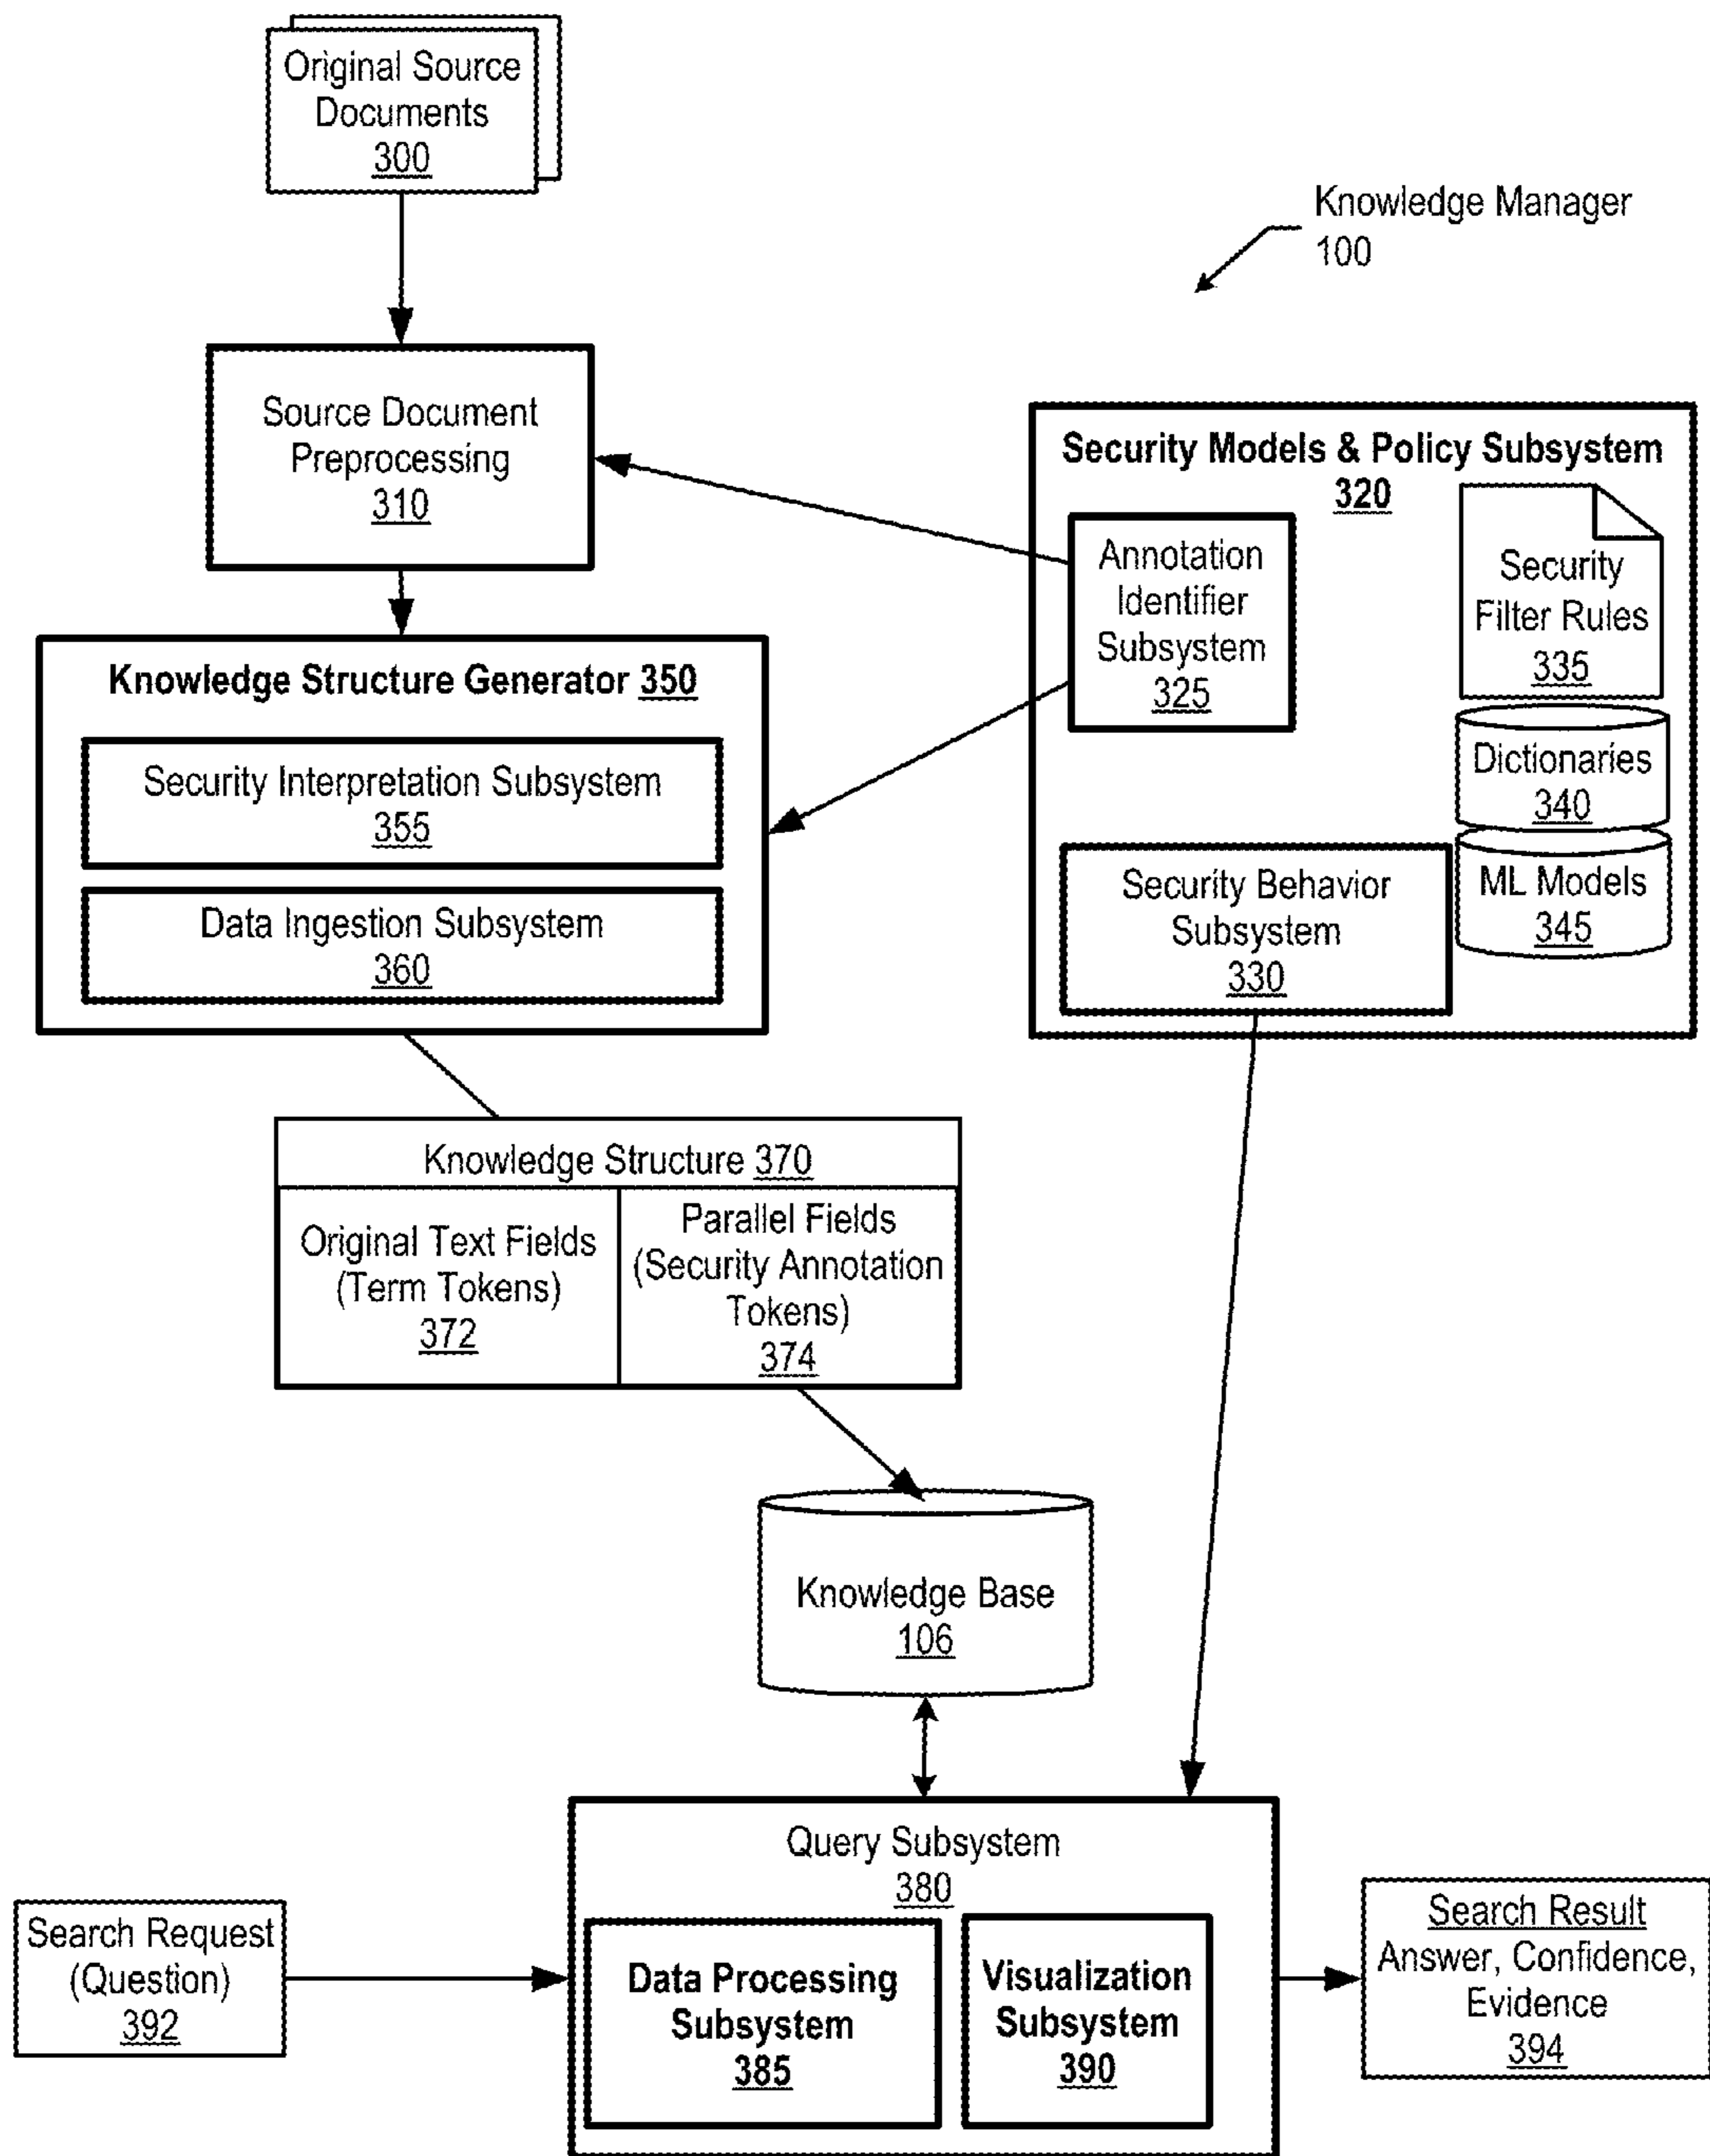 Original Source
Documents
300
Knowledge Manager
100
Source Document
Preprocessing
310
Security Models & Policy Subsystem
320
Annotation
Identifier
Subsystem
325
Security
Filter Rules
335
Dictionaries
340
ML Models
345
Security Behavior
Subsystem
330
Knowledge Structure Generator 350
Security Interpretation Subsystem
355
Data Ingestion Subsystem
360
Knowledge Structure 370
Original Text Fields
(Term Tokens)
372
Parallel Fields
(Security Annotation
Tokens)
374
Knowledge Base
106
Query Subsystem
380
Data Processing
Subsystem
385
Visualization
Subsystem
390
Search Request
(Question)
392
Search Result
Answer, Confidence,
Evidence
394